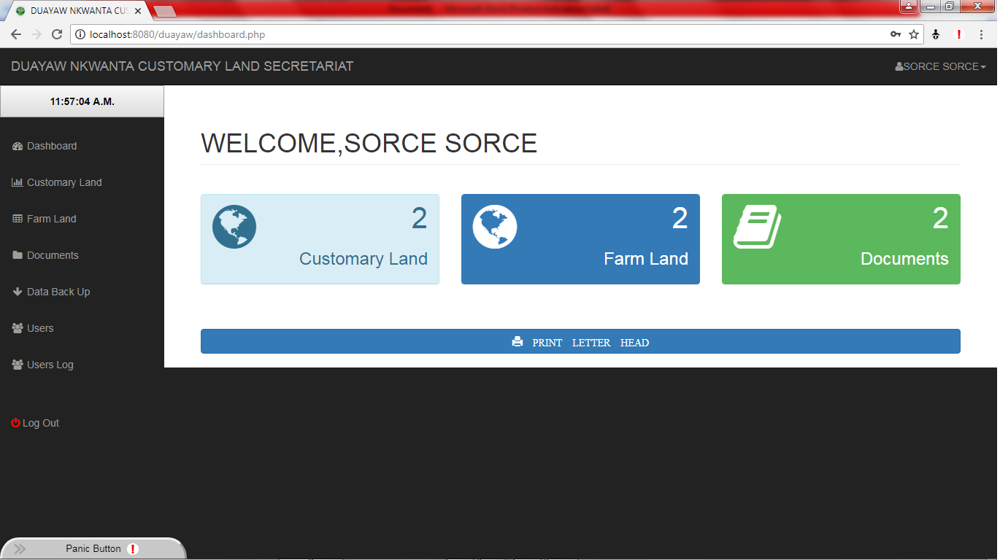 DUAYAW NKWANTA CUS
localhost:8080/duayaw/dashboard.php
DUAYAW NKWANTA CUSTOMARY LAND SECRETARIAT
SORCE SORCE
11:57:04 A.M.
Dashboard
Customary Land
Farm Land
Documents
Data Back Up
Users
Users Log
Log Out
WELCOME,SORCE SORCE
2
Customary Land
2
Farm Land
2
Documents
PRINT LETTER HEAD
Panic Button